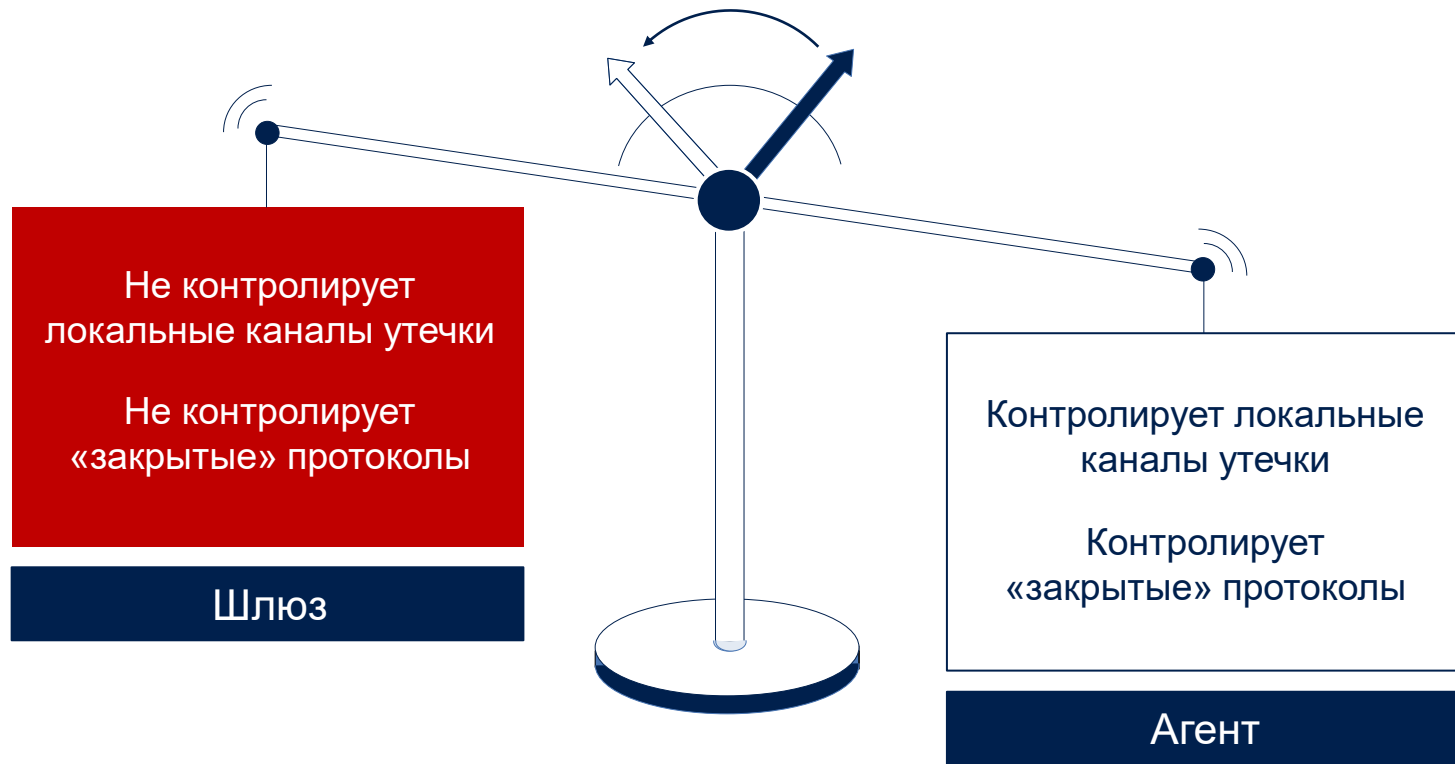 Не контролирует
локальные каналы утечки
Не контролирует
«закрытые» протоколы
Шлюз
Контролирует локальные
каналы утечки
Контролирует
«закрытые» протоколы
Агент